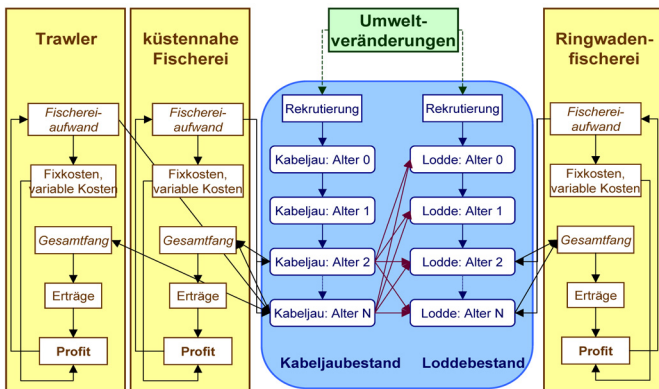 Trawler
Fischerei-
aufwand
Fixkosten,
variable Kosten
Gesamtfang
Erträge
Profit
küstennahe
Fischerei
Fischerei-
aufwand
Fixkosten,
variable Kosten
Gesamtfang
Erträge
Profit
Umwelt-
veränderungen
Rekrutierung
Kabeljau: Alter 0
Kabeljau: Alter 1
Kabeljau: Alter 2
Kabeljau: Alter N
Kabeljaubestand
Rekrutierung
Lodde: Alter 0
Lodde: Alter 1
Lodde: Alter 2
Lodde: Alter N
Loddebestand
Ringwaden-
fischerei
Fischerei-
aufwand
Fixkosten,
variable Kosten
Gesamtfang
Erträge
Profit